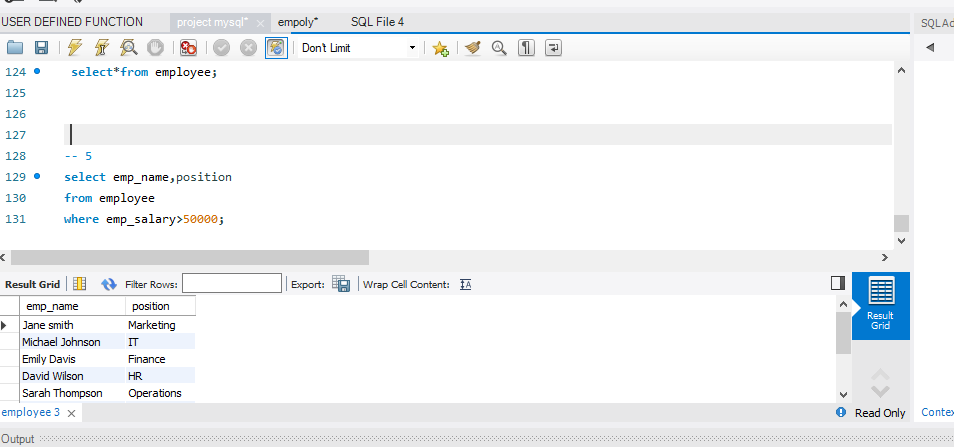 USER DEFINED FUNCTION project mysql* × empoly* SQL File 4
SQL Ac
Don't Limit
124 select*from employee;
125
126
127
128 -- 5
129 select emp_name,position
130 from employee
131 where emp_salary>50000;
Result Grid Filter Rows: Export: Wrap Cell Content:
emp_name position
Jane smith Marketing
Michael Johnson IT
Emily Davis Finance
David Wilson HR
Sarah Thompson Operations
Result
Grid
employee 3 × Read Only Contex
Output